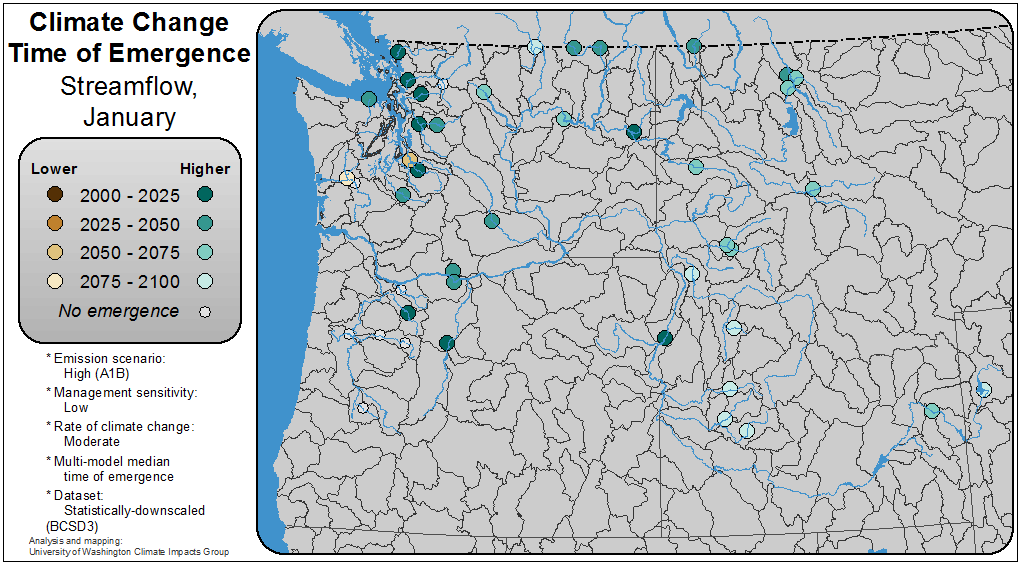 Climate Change
Time of Emergence
Streamflow,
January
Lower Higher
2000 - 2025
2025 - 2050
2050 - 2075
2075 - 2100
No emergence
* Emission scenario:
High (A1B)
* Management sensitivity:
Low
* Rate of climate change:
Moderate
* Multi-model median
time of emergence
* Dataset:
Statistically-downscaled
(BCSD3)
Analysis and mapping:
University of Washington Climate Impacts Group